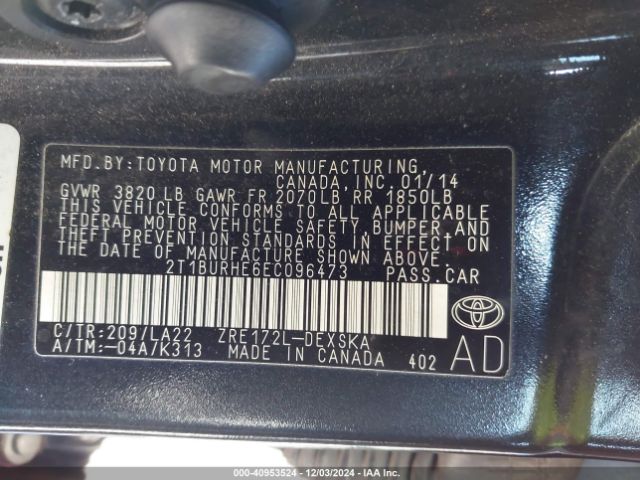 MFD.BY:TOYOTA MOTOR MANUFACTURING,
CANADA,INC. 01/14
GVWR 3820 LB GAWR FR 2070LB RR 1850LB
THIS VEHICLE CONFORMS TO ALL APPLICABLE
FEDERAL MOTOR VEHICLE SAFETY, BUMPER, AND
THEFT PREVENTION STANDARDS IN EFFECT ON
THE DATE OF MANUFACTURE SHOWN ABOVE.
2T1BURHE6EC096473 PASS.CAR
C/TR:209/LA22 ZRE172L-DEXSKA
A/TM:-04A/K313 MADE IN CANADA 402 AD
000-40953524 | 12/03/2024 - IAA Inc.